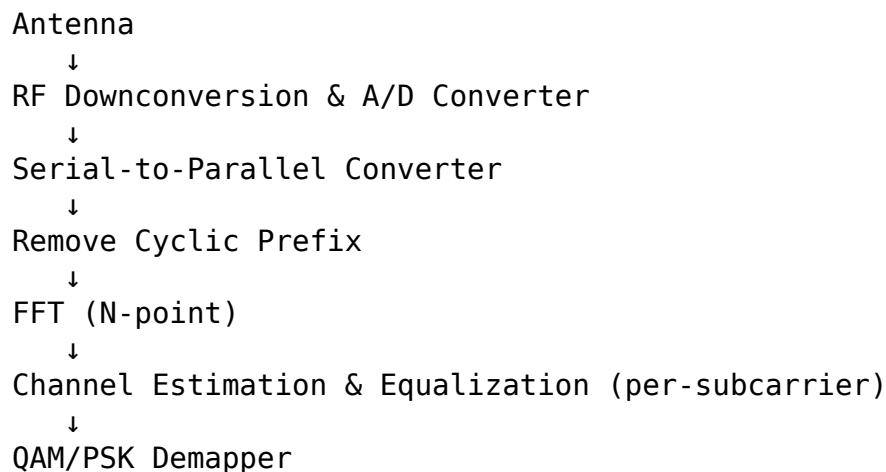 Antenna
↓
RF Downconversion & A/D Converter
↓
Serial-to-Parallel Converter
↓
Remove Cyclic Prefix
↓
FFT (N-point)
↓
Channel Estimation & Equalization (per-subcarrier)
↓
QAM/PSK Demapper